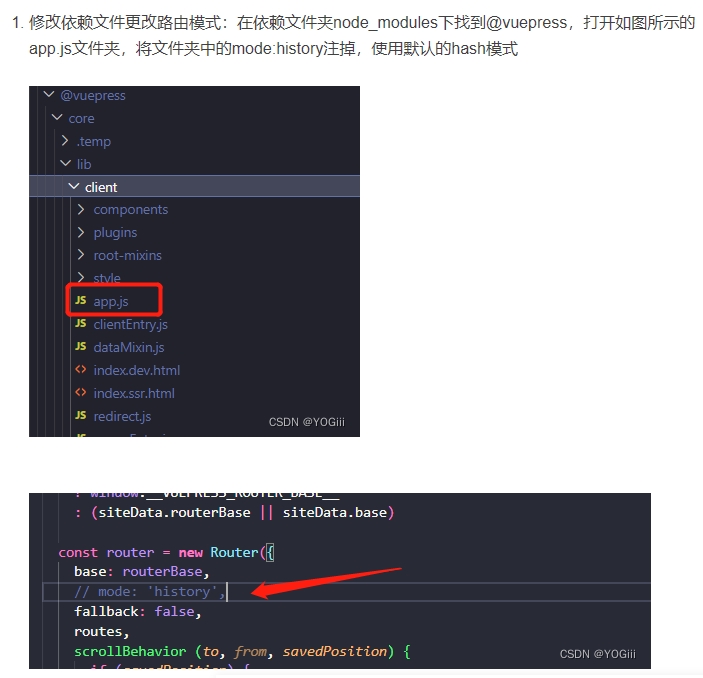 1. 修改依赖文件更改路由模式：在依赖文件夹node_modules下找到@vuepress，打开如图所示的
app.js文件夹，将文件夹中的mode:history注掉，使用默认的hash模式
@vuepress
core
.temp
lib
client
components
plugins
root-mixins
style
JS app.js
JS clientEntry.js
JS dataMixin.js
<> index.dev.html
<> index.ssr.html
JS redirect.js
CSDN @YOGiii
: window.__VUEPRESS_ROUTER_BASE__
: (siteData.routerBase || siteData.base)
const router = new Router({
base: routerBase,
// mode: 'history',
fallback: false,
routes,
scrollBehavior (to, from, savedPosition) {
if (savedPosition) {
CSDN @YOGiii